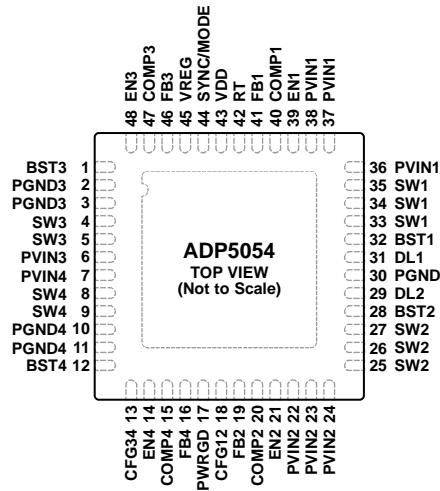 48 EN3
47 COMP3
46 FB3
45 VREG
44 SYNC/MODE
43 VDD
42 RT
41 FB1
40 COMP1
39 EN1
38 PVIN1
37 PVIN1
BST3 1
PGND3 2
PGND3 3
SW3 4
SW3 5
PVIN3 6
PVIN4 7
SW4 8
SW4 9
PGND4 10
PGND4 11
BST4 12
ADP5054
TOP VIEW
(Not to Scale)
36 PVIN1
35 SW1
34 SW1
33 SW1
32 BST1
31 DL1
30 PGND
29 DL2
28 BST2
27 SW2
26 SW2
25 SW2
CFG34 13
EN4 14
COMP4 15
FB4 16
PWRGD 17
CFG12 18
FB2 19
COMP2 20
EN2 21
PVIN2 22
PVIN2 23
PVIN2 24